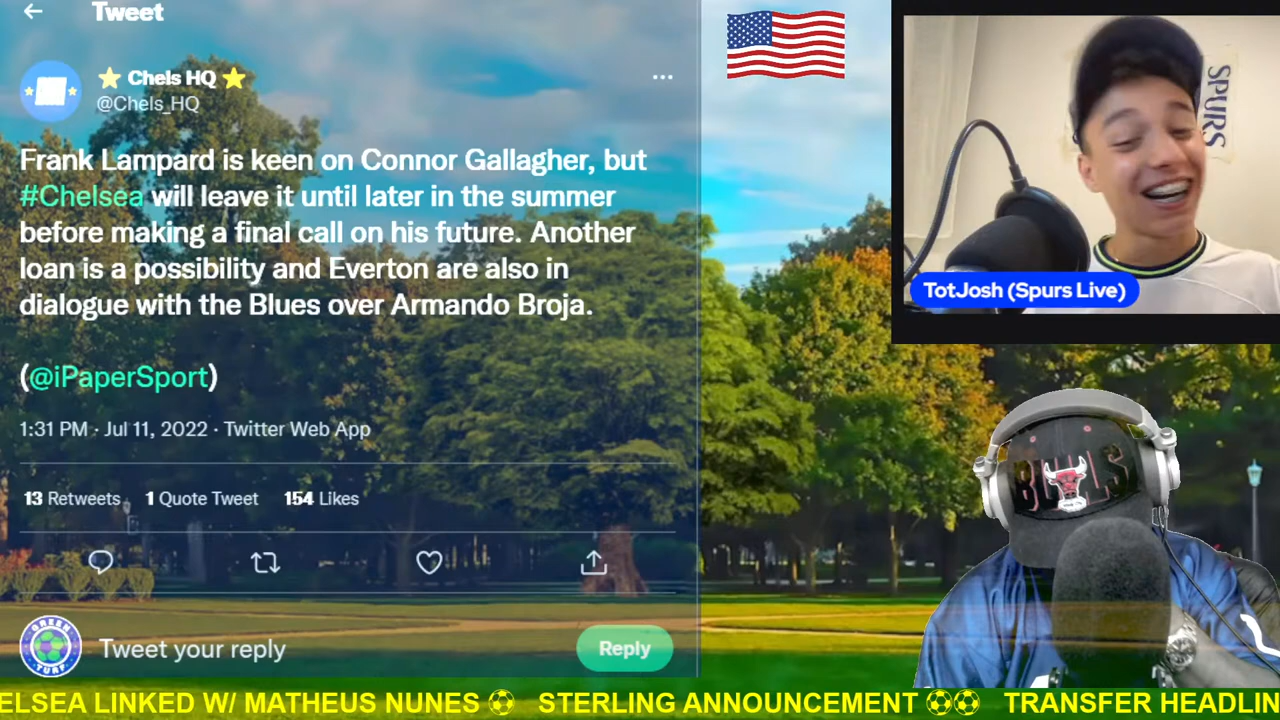 Tweet
Chels HQ
@Chels_HQ
Frank Lampard is keen on Connor Gallagher, but
#Chelsea will leave it until later in the summer
before making a final call on his future. Another
loan is a possibility and Everton are also in
dialogue with the Blues over Armando Broja.
(@iPaperSport)
1:31 PM · Jul 11, 2022 · Twitter Web App
13 Retweets 1 Quote Tweet 154 Likes
GREEN
TURF
Tweet your reply
Reply
SPURS
TotJosh (Spurs Live)
BULLS
ELSEA LINKED W/ MATHEUS NUNES ⚽ STERLING ANNOUNCEMENT ⚽⚽ TRANSFER HEADLIN